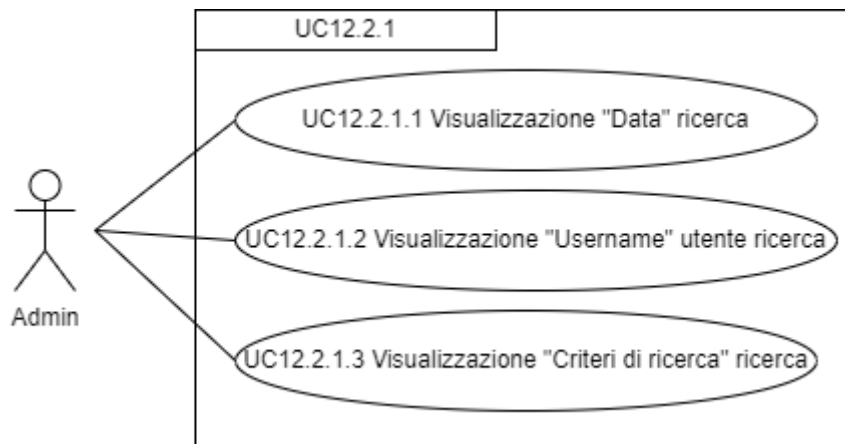 UC12.2.1
UC12.2.1.1 Visualizzazione "Data" ricerca
UC12.2.1.2 Visualizzazione "Username" utente ricerca
Admin
UC12.2.1.3 Visualizzazione "Criteri di ricerca" ricerca